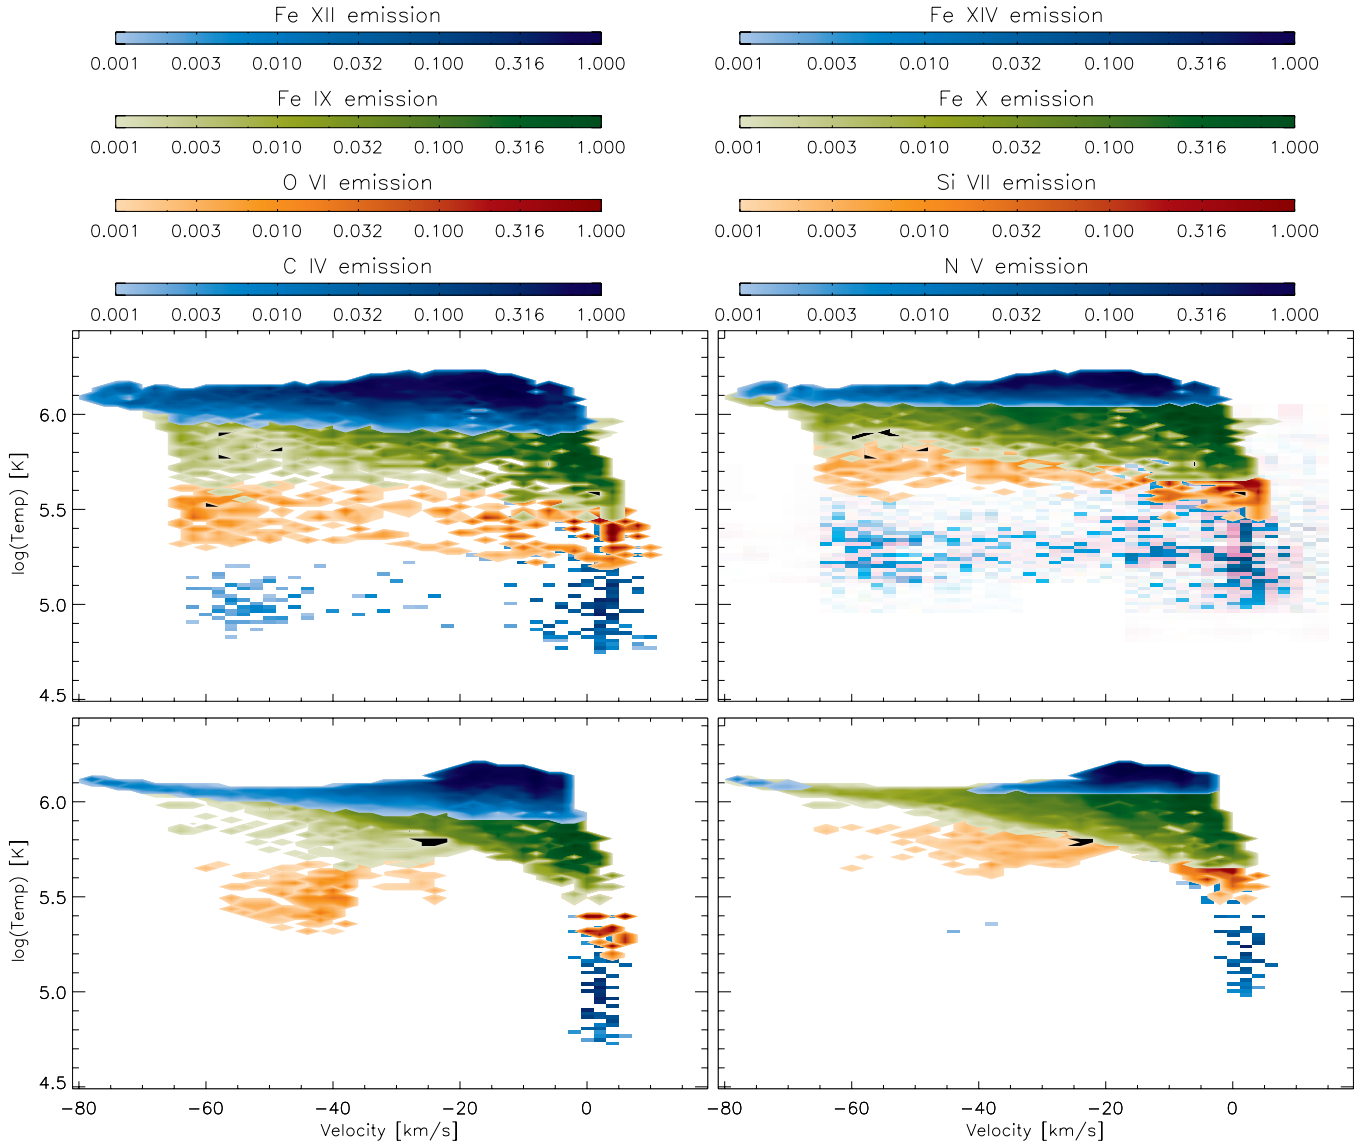 Fe XII emission Fe XIV emission
0.001 0.003 0.010 0.032 0.100 0.316 1.000 0.001 0.003 0.010 0.032 0.100 0.316 1.000
Fe IX emission Fe X emission
0.001 0.003 0.010 0.032 0.100 0.316 1.000 0.001 0.003 0.010 0.032 0.100 0.316 1.000
O VI emission Si VII emission
0.001 0.003 0.010 0.032 0.100 0.316 1.000 0.001 0.003 0.010 0.032 0.100 0.316 1.000
C IV emission N V emission
0.001 0.003 0.010 0.032 0.100 0.316 1.000 0.001 0.003 0.010 0.032 0.100 0.316 1.000
log(Temp) [K]
6.0
5.5
5.0
4.5
log(Temp) [K]
6.0
5.5
5.0
4.5
−80 −60 −40 −20 0 −80 −60 −40 −20 0
Velocity [km/s] Velocity [km/s]